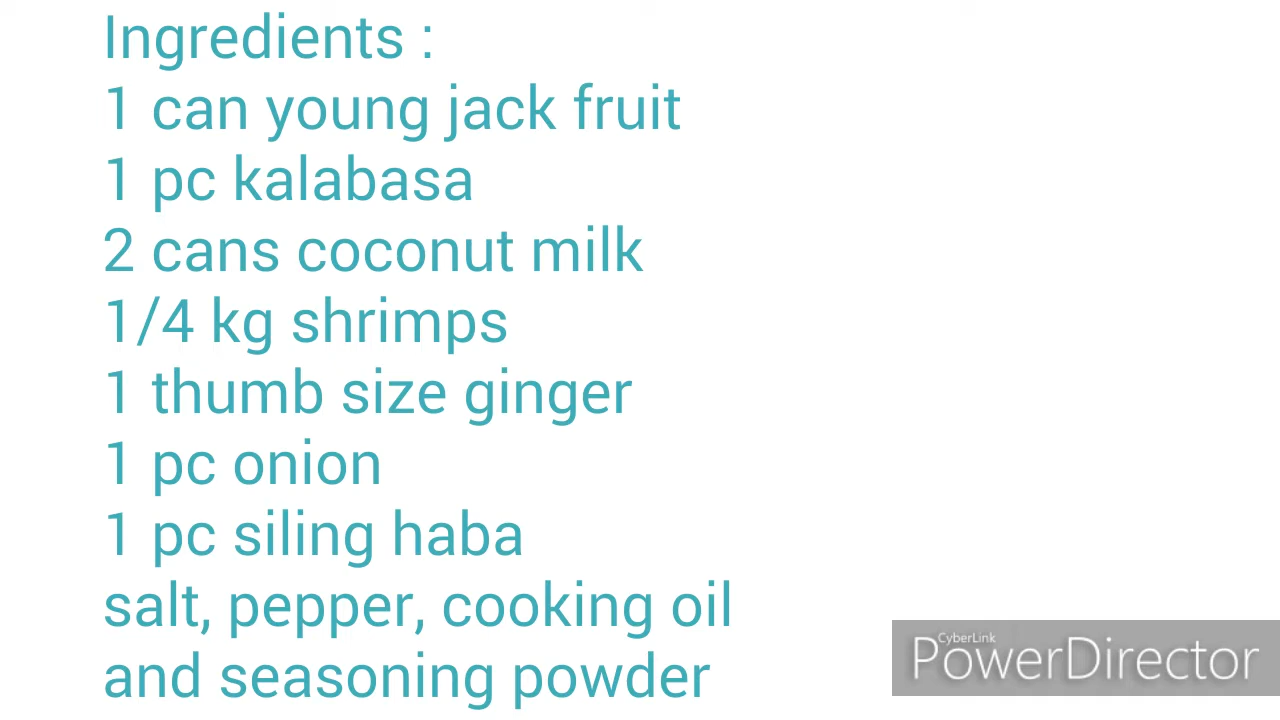 Ingredients :
1 can young jack fruit
1 pc kalabasa
2 cans coconut milk
1/4 kg shrimps
1 thumb size ginger
1 pc onion
1 pc siling haba
salt, pepper, cooking oil
and seasoning powder
CyberLink
PowerDirector